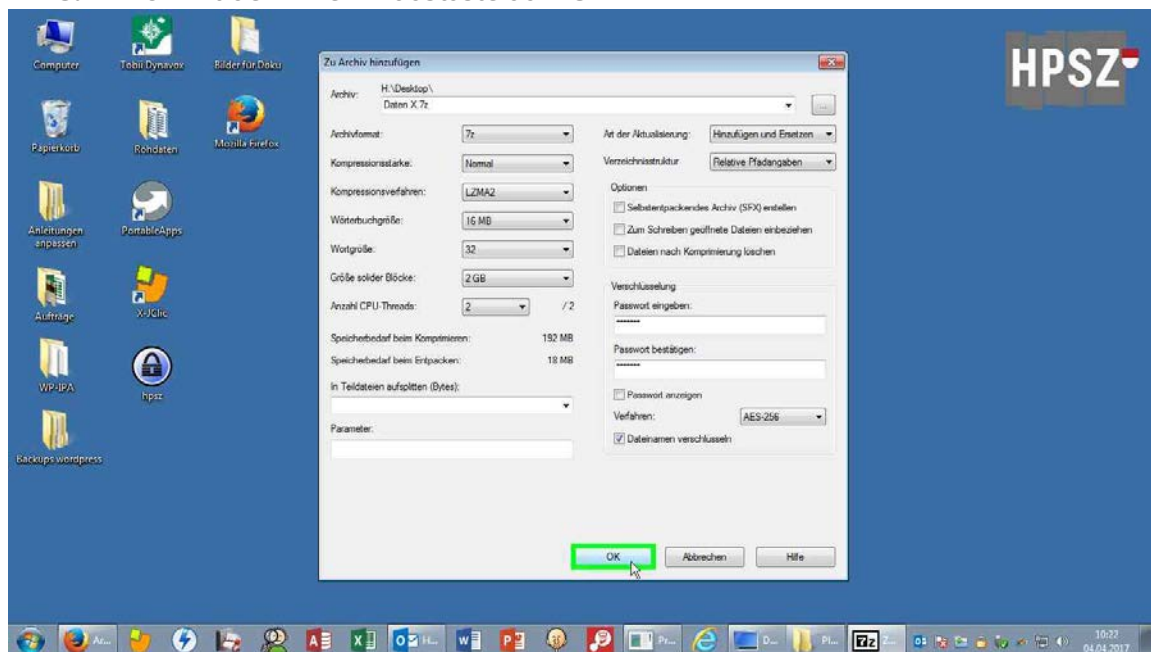 Computer
Tobii Dynavox
Bilder für Doku
Papierkorb
Rohdaten
Mozilla Firefox
Anleitungen
anpassen
PortableApps
Aufträge
X-JClic
WP-IPA
hpsz
Backups wordpress
HPSZ
Zu Archiv hinzufügen
Archiv:
H:\Desktop\
Daten X.7z
...
Archivformat:
7z
Kompressionsstärke:
Normal
Kompressionsverfahren:
LZMA2
Wörterbuchgröße:
16 MB
Wortgröße:
32
Größe solider Blöcke:
2 GB
Anzahl CPU-Threads:
2
/ 2
Speicherbedarf beim Komprimieren:
192 MB
Speicherbedarf beim Entpacken:
18 MB
In Teildateien aufsplitten (Bytes):
Parameter:
Art der Aktualisierung:
Hinzufügen und Ersetzen
Verzeichnisstruktur
Relative Pfadangaben
Optionen
Selbstentpackendes Archiv (SFX) erstellen
Zum Schreiben geöffnete Dateien einbeziehen
Dateien nach Komprimierung löschen
Verschlüsselung
Passwort eingeben:
Passwort bestätigen:
Passwort anzeigen
Verfahren:
AES-256
Dateinamen verschlüsseln
OK
Abbrechen
Hilfe
Ar...
H...
Pr...
D...
Pl...
7z
Z...
10:22
04.04.2017